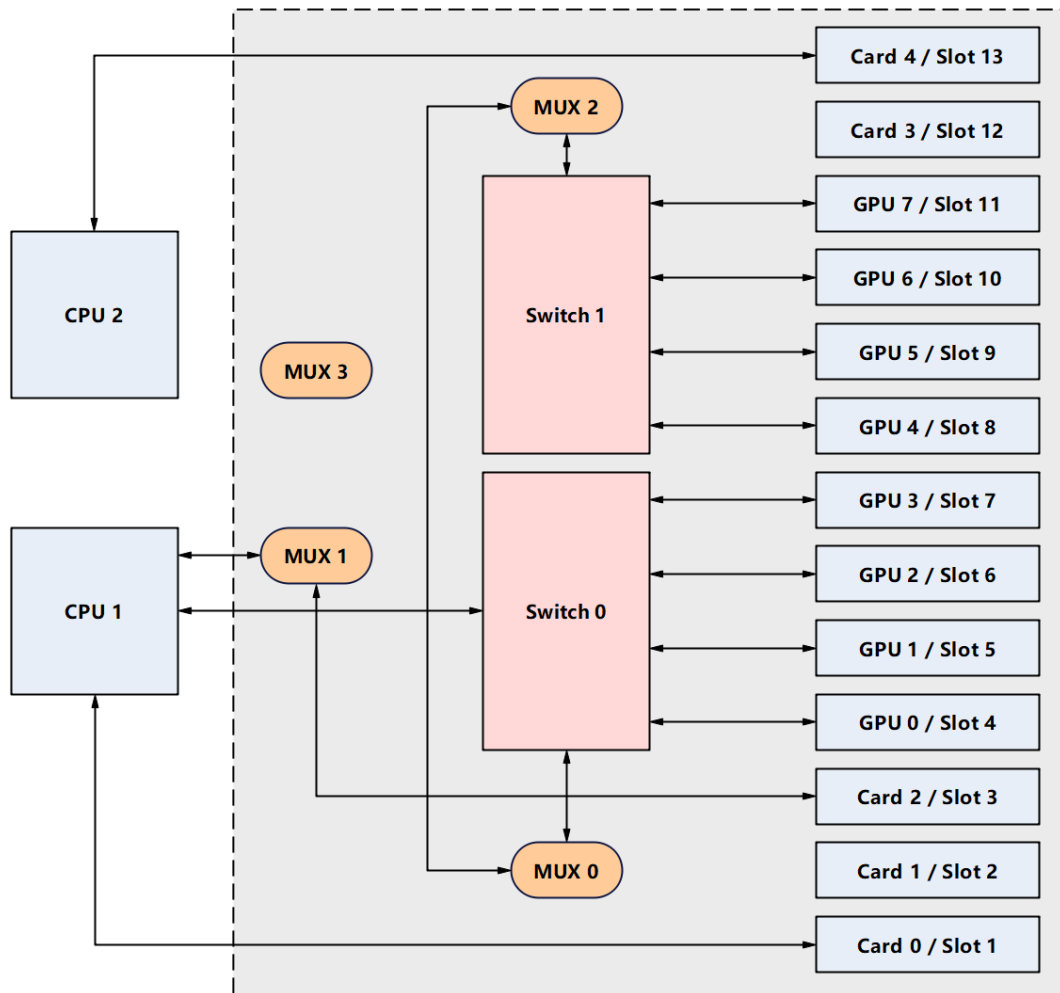 Card 4 / Slot 13
MUX 2
Card 3 / Slot 12
GPU 7 / Slot 11
GPU 6 / Slot 10
CPU 2
Switch 1
GPU 5 / Slot 9
MUX 3
GPU 4 / Slot 8
GPU 3 / Slot 7
MUX 1
GPU 2 / Slot 6
CPU 1
Switch 0
GPU 1 / Slot 5
GPU 0 / Slot 4
Card 2 / Slot 3
MUX 0
Card 1 / Slot 2
Card 0 / Slot 1